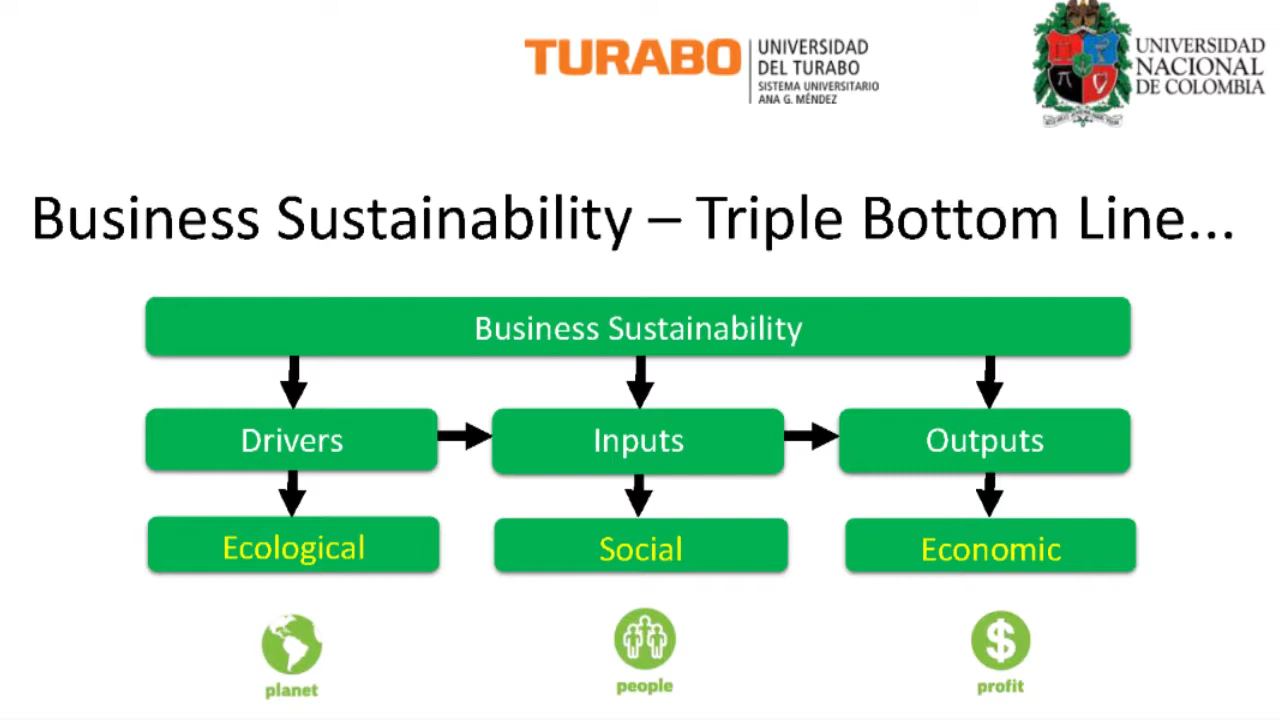 TURABO
UNIVERSIDAD
DEL TURABO
SISTEMA UNIVERSITARIO
ANA G. MÉNDEZ
UNIVERSIDAD
NACIONAL
DE COLOMBIA
Business Sustainability – Triple Bottom Line...
Business Sustainability
Drivers
Inputs
Outputs
Ecological
Social
Economic
planet
people
profit